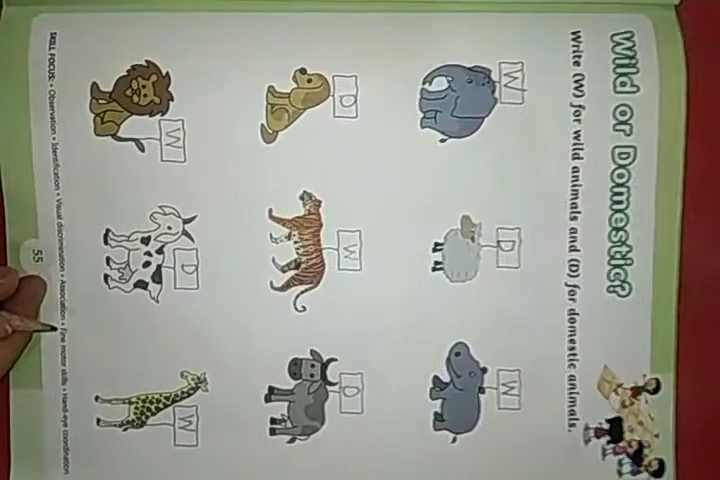 Wild or Domestic?
Write (W) for wild animals and (D) for domestic animals.
W D W
D W D
W D W
SKILL FOCUS: • Observation • Identification • Visual discrimination • Association • Fine motor skills • Hand-eye coordination
55